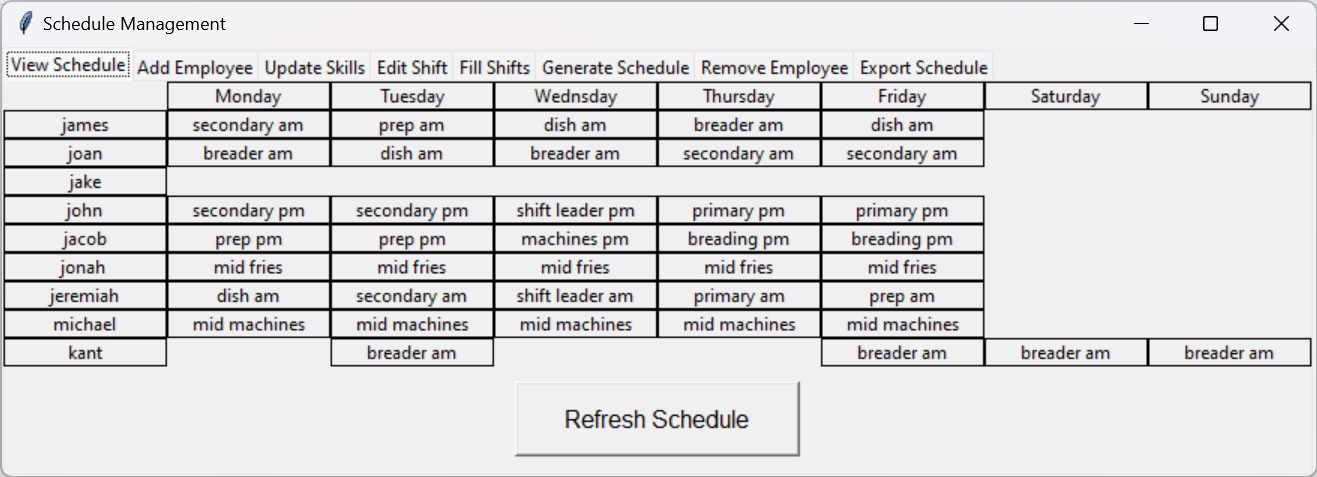 Schedule Management
View Schedule Add Employee Update Skills Edit Shift Fill Shifts Generate Schedule Remove Employee Export Schedule
Monday Tuesday Wednsday Thursday Friday Saturday Sunday
james secondary am prep am dish am breader am dish am
joan breader am dish am breader am secondary am secondary am
jake
john secondary pm secondary pm shift leader pm primary pm primary pm
jacob prep pm prep pm machines pm breading pm breading pm
jonah mid fries mid fries mid fries mid fries mid fries
jeremiah dish am secondary am shift leader am primary am prep am
michael mid machines mid machines mid machines mid machines mid machines
kant breader am breader am breader am breader am
Refresh Schedule